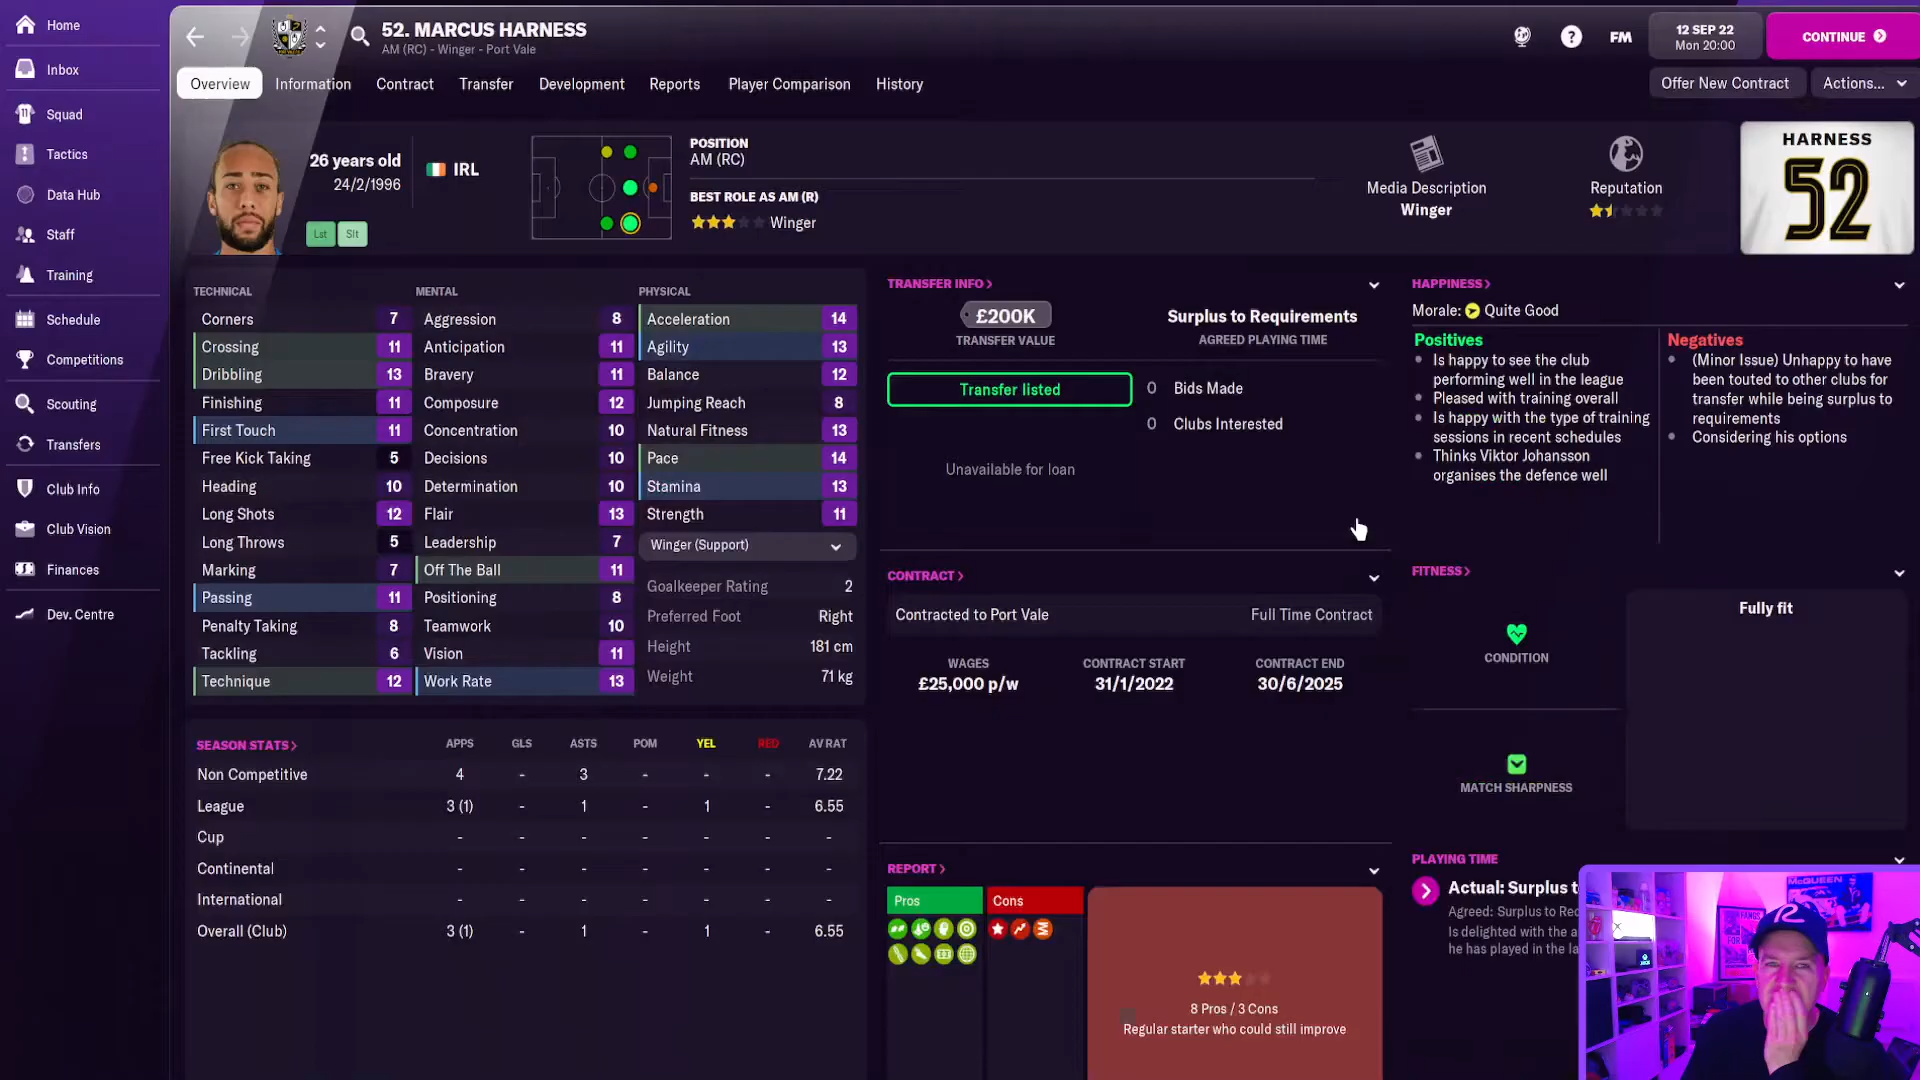 Home
Inbox
Squad
Tactics
Data Hub
Staff
Training
Schedule
Competitions
Scouting
Transfers
Club Info
Club Vision
Finances
Dev. Centre
52. MARCUS HARNESS
AM (RC) - Winger - Port Vale
FM
12 SEP 22
Mon 20:00
CONTINUE
Overview
Information
Contract
Transfer
Development
Reports
Player Comparison
History
Offer New Contract
Actions...
26 years old
24/2/1996
IRL
Lat
Slt
POSITION
AM (RC)
BEST ROLE AS AM (R)
Winger
Media Description
Winger
Reputation
HARNESS
52
TECHNICAL
Corners 7
Crossing 11
Dribbling 13
Finishing 11
First Touch 11
Free Kick Taking 5
Heading 10
Long Shots 12
Long Throws 5
Marking 7
Passing 11
Penalty Taking 8
Tackling 6
Technique 12
MENTAL
Aggression 8
Anticipation 11
Bravery 11
Composure 12
Concentration 10
Decisions 10
Determination 10
Flair 13
Leadership 7
Off The Ball 11
Positioning 8
Teamwork 10
Vision 11
Work Rate 13
PHYSICAL
Acceleration 14
Agility 13
Balance 12
Jumping Reach 8
Natural Fitness 13
Pace 14
Stamina 13
Strength 11
Winger (Support)
Goalkeeper Rating 2
Preferred Foot Right
Height 181 cm
Weight 71 kg
SEASON STATS> APPS GLS ASTS POM YEL RED AV RAT
Non Competitive 4 - 3 - - - 7.22
League 3 (1) - 1 - 1 - 6.55
Cup - - - - - - -
Continental - - - - - - -
International - - - - - - -
Overall (Club) 3 (1) - 1 - 1 - 6.55
TRANSFER INFO>
£200K
TRANSFER VALUE
Surplus to Requirements
AGREED PLAYING TIME
Transfer listed
0 Bids Made
0 Clubs Interested
Unavailable for loan
CONTRACT>
Contracted to Port Vale Full Time Contract
WAGES CONTRACT START CONTRACT END
£25,000 p/w 31/1/2022 30/6/2025
REPORT>
Pros
Cons
8 Pros / 3 Cons
Regular starter who could still improve
HAPPINESS>
Morale: Quite Good
Positives
• Is happy to see the club
performing well in the league
• Pleased with training overall
• Is happy with the type of training
sessions in recent schedules
• Thinks Viktor Johansson
organises the defence well
Negatives
• (Minor Issue) Unhappy to have
been touted to other clubs for
transfer while being surplus to
requirements
• Considering his options
FITNESS>
CONDITION
Fully fit
MATCH SHARPNESS
PLAYING TIME
Actual: Surplus t
Agreed: Surplus to Rec
Is delighted with the a
he has played in the la
McQUEEN